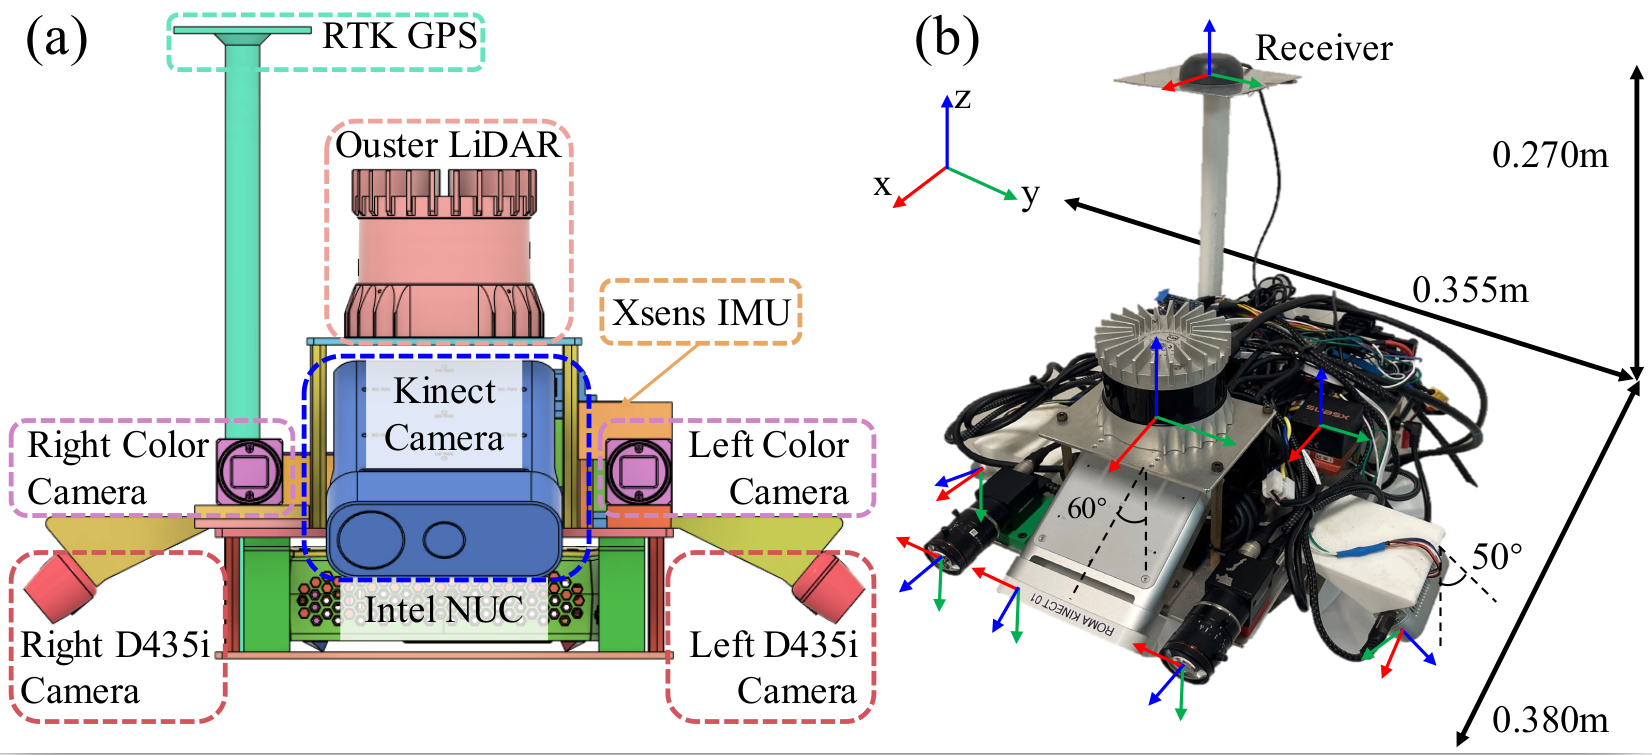 (a)
RTK GPS
Ouster LiDAR
Xsens IMU
Kinect
Camera
Right Color
Camera
Left Color
Camera
Intel NUC
Right D435i
Camera
Left D435i
Camera
(b)
Receiver
z
x
y
0.270m
0.355m
xsens
60°
50°
ROMA KINECT 01
0.380m